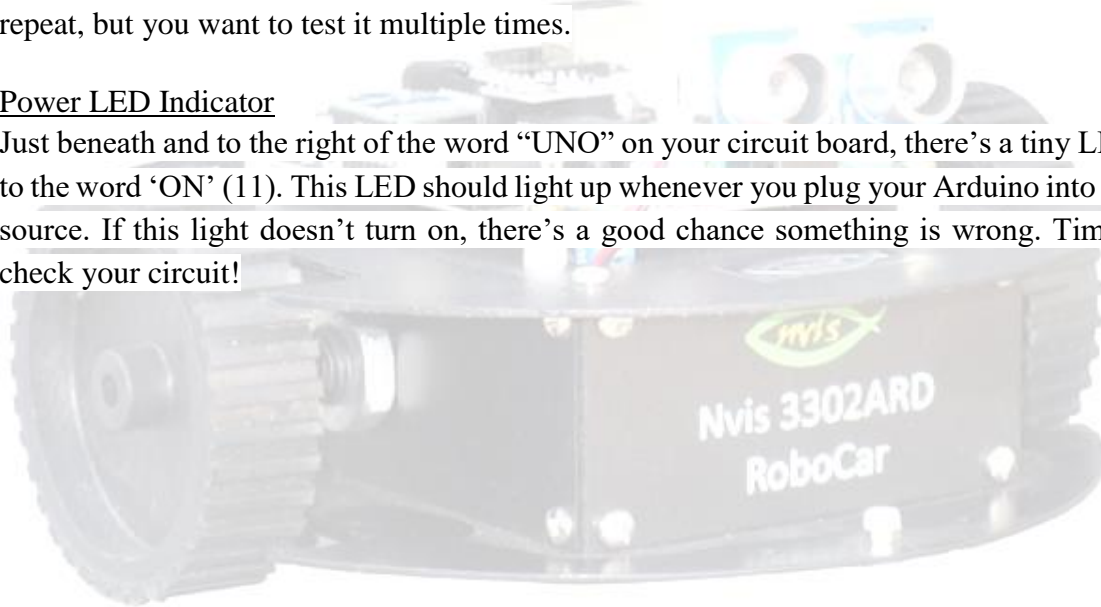 repeat, but you want to test it multiple times.
Power LED Indicator
Just beneath and to the right of the word “UNO” on your circuit board, there’s a tiny
to the word ‘ON’ (11). This LED should light up whenever you plug your Arduino into
source. If this light doesn’t turn on, there’s a good chance something is wrong.
check your circuit!
nvis
Nvis 3302ARD
RoboCar